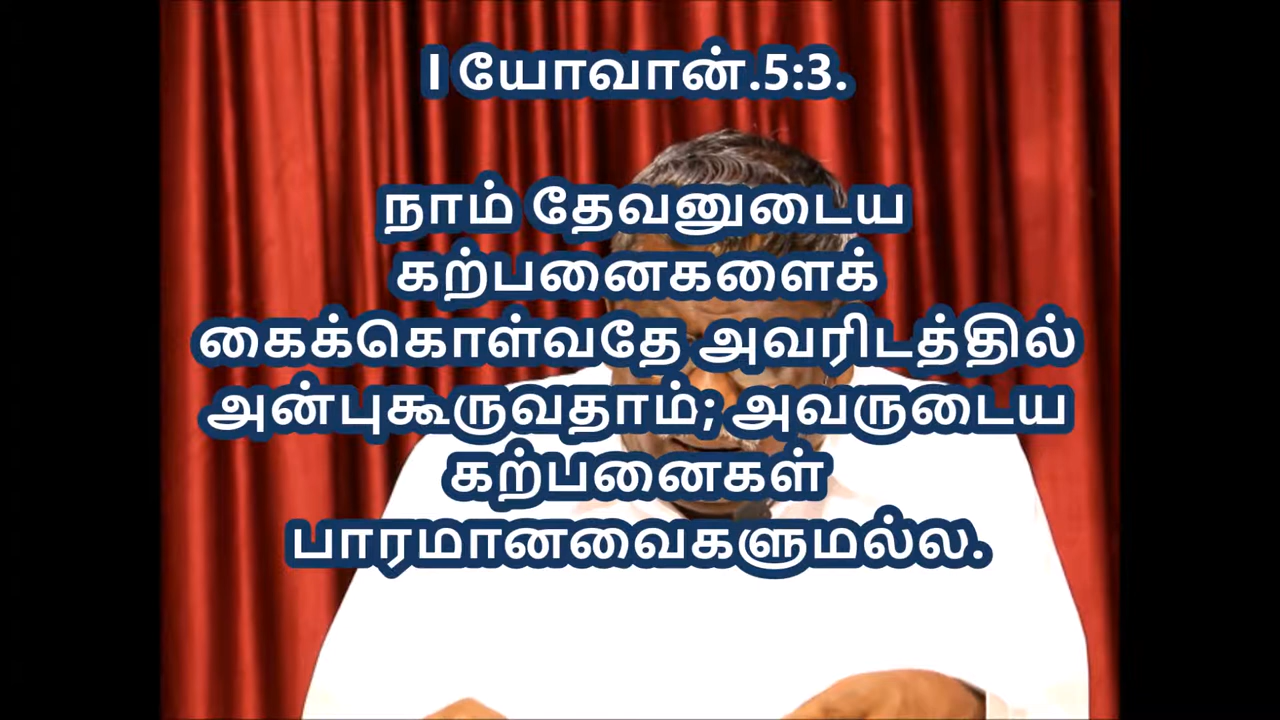 I யோவான்.5:3.
நாம் தேவனுடைய
கற்பனைகளைக்
கைக்கொள்வதே அவரிடத்தில்
அன்புகூருவதாம்; அவருடைய
கற்பனைகள்
பாரமானவைகளுமல்ல.